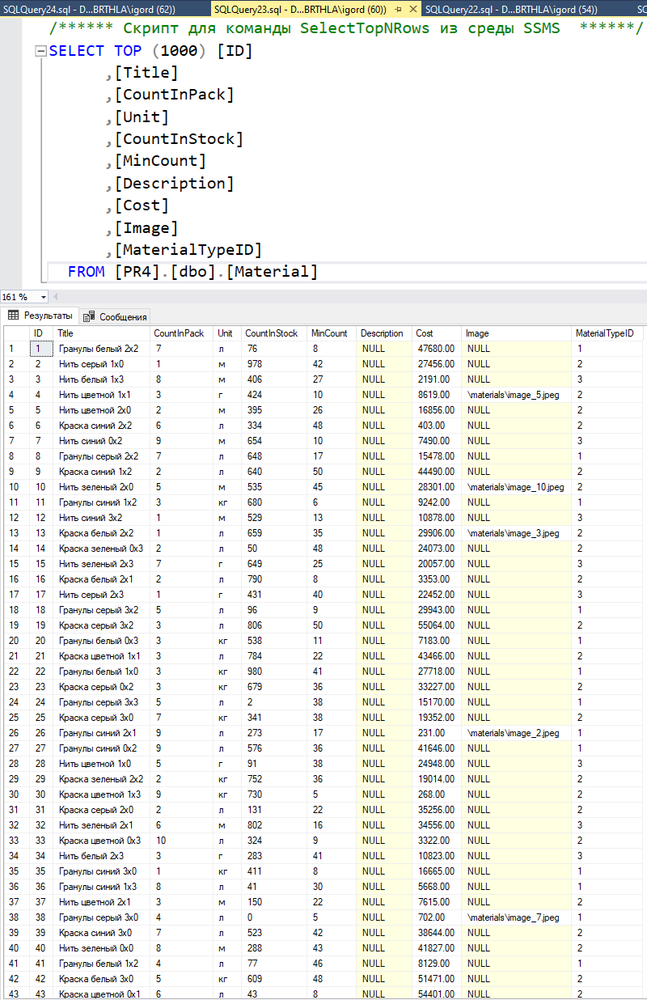 SQLQuery24.sql - D...BRTHLA\igord (62)) SQLQuery23.sql - D...BRTHLA\igord (60)) SQLQuery22.sql - D...BRTHLA\igord (54)) SC
/****** Скрипт для команды SelectTopNRows из среды SSMS ******/
SELECT TOP (1000) [ID]
,[Title]
,[CountInPack]
,[Unit]
,[CountInStock]
,[MinCount]
,[Description]
,[Cost]
,[Image]
,[MaterialTypeID]
FROM [PR4].[dbo].[Material]
161 %
Результаты Сообщения
ID Title CountInPack Unit CountInStock MinCount Description Cost Image MaterialTypeID
1 1 Гранулы белый 2x2 7 л 76 8 NULL 47680.00 NULL 1
2 2 Нить серый 1x0 1 м 978 42 NULL 27456.00 NULL 2
3 3 Нить белый 1x3 8 м 406 27 NULL 2191.00 NULL 3
4 4 Нить цветной 1x1 3 г 424 10 NULL 8619.00 \materials\image_5.jpeg 2
5 5 Нить цветной 2x0 2 м 395 26 NULL 16856.00 NULL 2
6 6 Краска синий 2x2 6 л 334 48 NULL 403.00 NULL 2
7 7 Нить синий 0x2 9 м 654 10 NULL 7490.00 NULL 3
8 8 Гранулы серый 2x2 7 л 648 17 NULL 15478.00 NULL 1
9 9 Краска синий 1x2 2 л 640 50 NULL 44490.00 NULL 2
10 10 Нить зеленый 2x0 5 м 535 45 NULL 28301.00 \materials\image_10.jpeg 2
11 11 Гранулы синий 1x2 3 кг 680 6 NULL 9242.00 NULL 1
12 12 Нить синий 3x2 1 м 529 13 NULL 10878.00 NULL 3
13 13 Краска белый 2x2 1 л 659 35 NULL 29906.00 \materials\image_3.jpeg 2
14 14 Краска зеленый 0x3 2 л 50 48 NULL 24073.00 NULL 2
15 15 Нить зеленый 2x3 7 г 649 25 NULL 20057.00 NULL 3
16 16 Краска белый 2x1 2 л 790 8 NULL 3353.00 NULL 2
17 17 Нить серый 2x3 1 г 431 40 NULL 22452.00 NULL 3
18 18 Гранулы серый 3x2 5 л 96 9 NULL 29943.00 NULL 1
19 19 Краска серый 3x2 3 л 806 50 NULL 55064.00 NULL 2
20 20 Гранулы белый 0x3 3 кг 538 11 NULL 7183.00 NULL 1
21 21 Краска цветной 1x1 3 л 784 22 NULL 43466.00 NULL 2
22 22 Гранулы белый 1x0 3 кг 980 41 NULL 27718.00 NULL 1
23 23 Краска серый 0x2 3 кг 679 36 NULL 33227.00 NULL 2
24 24 Гранулы серый 3x3 5 л 2 38 NULL 15170.00 NULL 1
25 25 Краска серый 3x0 7 кг 341 38 NULL 19352.00 NULL 2
26 26 Гранулы синий 2x1 9 л 273 17 NULL 231.00 \materials\image_2.jpeg 1
27 27 Гранулы синий 0x2 9 л 576 36 NULL 41646.00 NULL 1
28 28 Нить цветной 1x0 5 г 91 38 NULL 24948.00 NULL 3
29 29 Краска зеленый 2x2 2 кг 752 36 NULL 19014.00 NULL 2
30 30 Краска цветной 1x3 9 кг 730 5 NULL 268.00 NULL 2
31 31 Краска серый 2x0 2 л 131 22 NULL 35256.00 NULL 2
32 32 Нить зеленый 2x1 6 м 802 16 NULL 34556.00 NULL 3
33 33 Краска цветной 0x3 10 л 324 9 NULL 3322.00 NULL 2
34 34 Нить белый 2x3 3 г 283 41 NULL 10823.00 NULL 3
35 35 Гранулы синий 3x0 1 кг 411 8 NULL 16665.00 NULL 1
36 36 Гранулы синий 1x3 8 л 41 30 NULL 5668.00 NULL 1
37 37 Нить цветной 2x1 3 м 150 22 NULL 7615.00 NULL 2
38 38 Гранулы серый 3x0 4 л 0 5 NULL 702.00 \materials\image_7.jpeg 1
39 39 Краска синий 3x0 7 л 523 42 NULL 38644.00 NULL 2
40 40 Нить зеленый 0x0 8 м 288 43 NULL 41827.00 NULL 2
41 41 Гранулы белый 1x2 4 л 77 46 NULL 8129.00 NULL 1
42 42 Краска белый 3x0 5 кг 609 48 NULL 51471.00 NULL 2
43 43 Краска цветной 0x1 6 л 43 8 NULL 54401.00 NULL 2